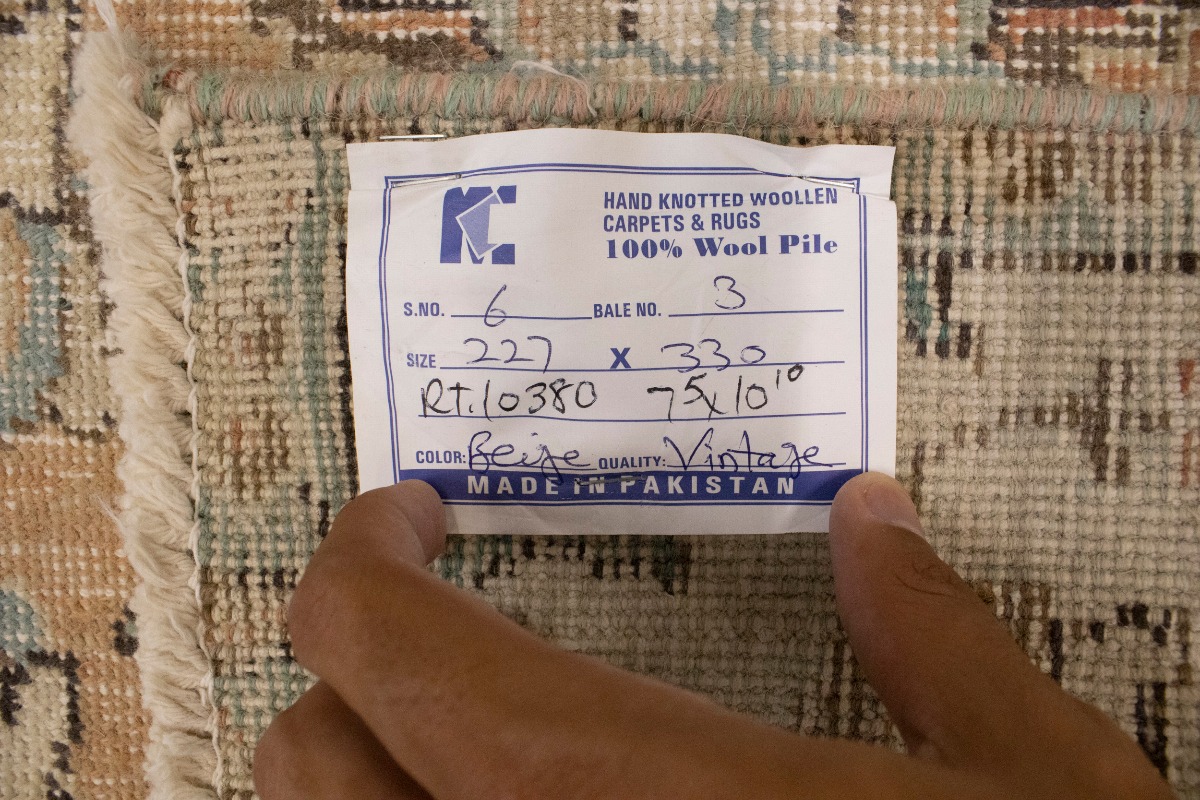 KC
HAND KNOTTED WOOLLEN
CARPETS & RUGS
100% Wool Pile
S.NO. 6 BALE NO. 3
SIZE 227 X 330
RT.10380 7⁵x10¹⁰
COLOR: Beige QUALITY: Vintage
MADE IN PAKISTAN